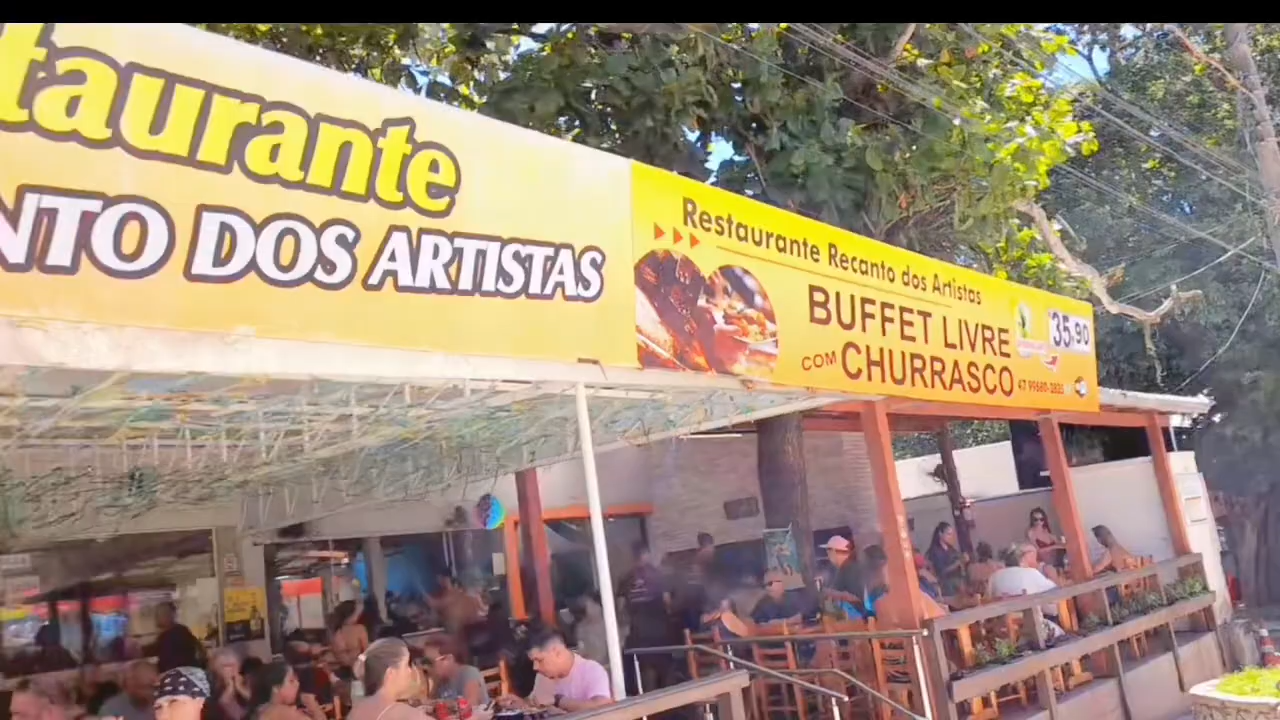 taurante
NTO DOS ARTISTAS
Restaurante Recanto dos Artistas
BUFFET LIVRE
COM CHURRASCO
35,90